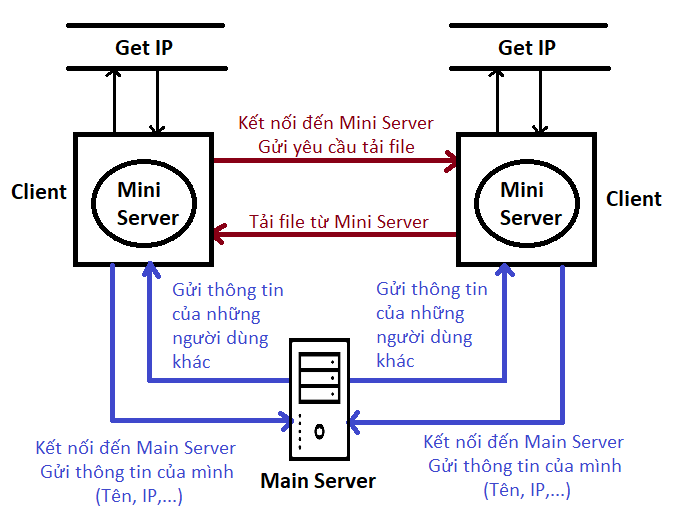 Get IP
Get IP
Kết nối đến Mini Server
Gửi yêu cầu tải file
Client
Mini
Server
Mini
Server
Client
Tải file từ Mini Server
Gửi thông tin
của những
người dùng
khác
Gửi thông tin
của những
người dùng
khác
Kết nối đến Main Server
Gửi thông tin của mình
(Tên, IP,...)
Main Server
Kết nối đến Main Server
Gửi thông tin của mình
(Tên, IP,...)